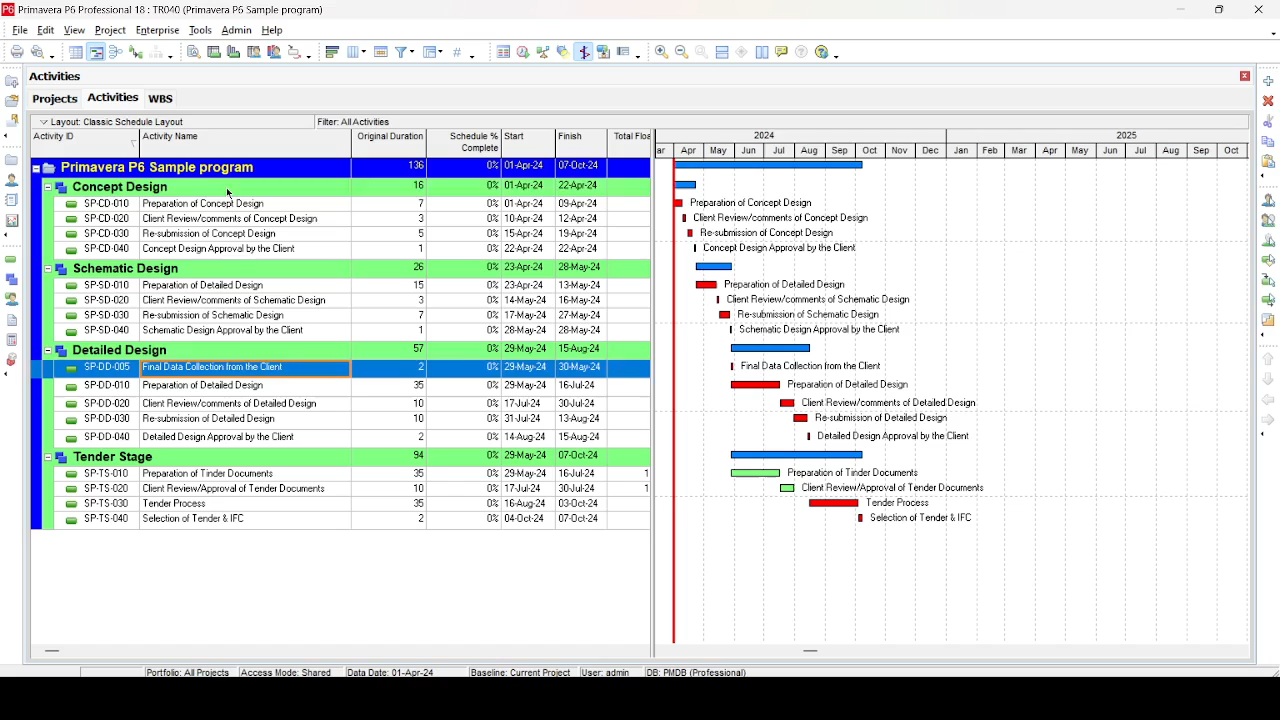 P6 Primavera P6 Professional 18 : TR040 (Primavera P6 Sample program)
File Edit View Project Enterprise Tools Admin Help
Activities
Projects Activities WBS
Layout: Classic Schedule Layout Filter: All Activities
Activity ID Activity Name Original Duration Schedule % Complete Start Finish Total Floa
2024 2025
ar Apr May Jun Jul Aug Sep Oct Nov Dec Jan Feb Mar Apr May Jun Jul Aug Sep Oct
Primavera P6 Sample program 136 0% 01-Apr-24 07-Oct-24
Concept Design 16 0% 01-Apr-24 22-Apr-24
SP-CD-010 Preparation of Concept Design 7 0% 01-Apr-24 09-Apr-24 Preparation of Concept Design
SP-CD-020 Client Review/comments of Concept Design 3 0% 10-Apr-24 12-Apr-24 Client Review/comments of Concept Design
SP-CD-030 Re-submission of Concept Design 5 0% 15-Apr-24 19-Apr-24 Re-submission of Concept Design
SP-CD-040 Concept Design Approval by the Client 1 0% 22-Apr-24 22-Apr-24 Concept Design Approval by the Client
Schematic Design 26 0% 23-Apr-24 28-May-24
SP-SD-010 Preparation of Detailed Design 15 0% 23-Apr-24 13-May-24 Preparation of Detailed Design
SP-SD-020 Client Review/comments of Schematic Design 3 0% 14-May-24 16-May-24 Client Review/comments of Schematic Design
SP-SD-030 Re-submission of Schematic Design 7 0% 17-May-24 27-May-24 Re-submission of Schematic Design
SP-SD-040 Schematic Design Approval by the Client 1 0% 28-May-24 28-May-24 Schematic Design Approval by the Client
Detailed Design 57 0% 29-May-24 15-Aug-24
SP-DD-005 Final Data Collection from the Client 2 0% 29-May-24 30-May-24 Final Data Collection from the Client
SP-DD-010 Preparation of Detailed Design 35 0% 29-May-24 16-Jul-24 Preparation of Detailed Design
SP-DD-020 Client Review/comments of Detailed Design 10 0% 17-Jul-24 30-Jul-24 Client Review/comments of Detailed Design
SP-DD-030 Re-submission of Detailed Design 10 0% 31-Jul-24 13-Aug-24 Re-submission of Detailed Design
SP-DD-040 Detailed Design Approval by the Client 2 0% 14-Aug-24 15-Aug-24 Detailed Design Approval by the Client
Tender Stage 94 0% 29-May-24 07-Oct-24
SP-TS-010 Preparation of Tinder Documents 35 0% 29-May-24 16-Jul-24 1 Preparation of Tinder Documents
SP-TS-020 Client Review/Approval of Tender Documents 10 0% 17-Jul-24 30-Jul-24 1 Client Review/Approval of Tender Documents
SP-TS-030 Tender Process 35 0% 16-Aug-24 03-Oct-24 Tender Process
SP-TS-040 Selection of Tender & IFC 2 0% 04-Oct-24 07-Oct-24 Selection of Tender & IFC
Portfolio: All Projects Access Mode: Shared Data Date: 01-Apr-24 Baseline: Current Project User: admin DB: PMDB (Professional)